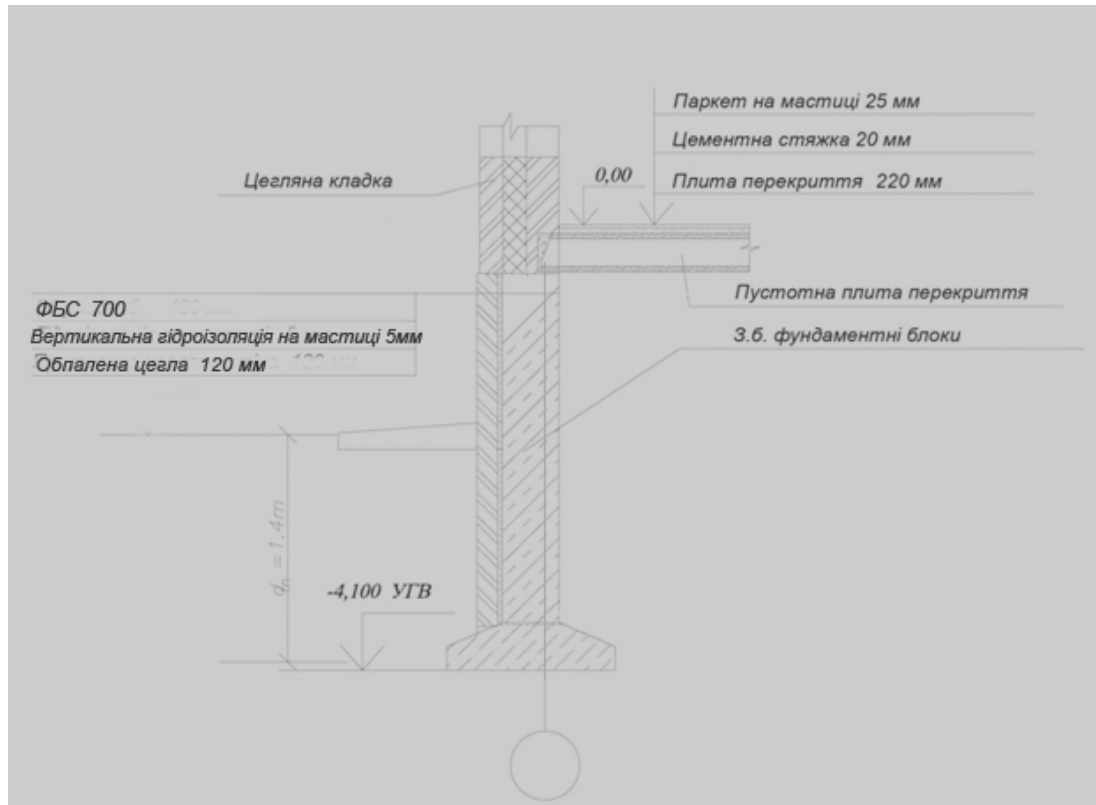 Паркет на мастиці 25 мм
Цементна стяжка 20 мм
Цегляна кладка
0,00
Плита перекриття 220 мм
Пустотна плита перекриття
ФБС 700
Вертикальна гідроізоляція на мастиці 5мм
Обпалена цегла 120 мм
З.б. фундаментні блоки
dn = 1.4m
-4,100 УГВ